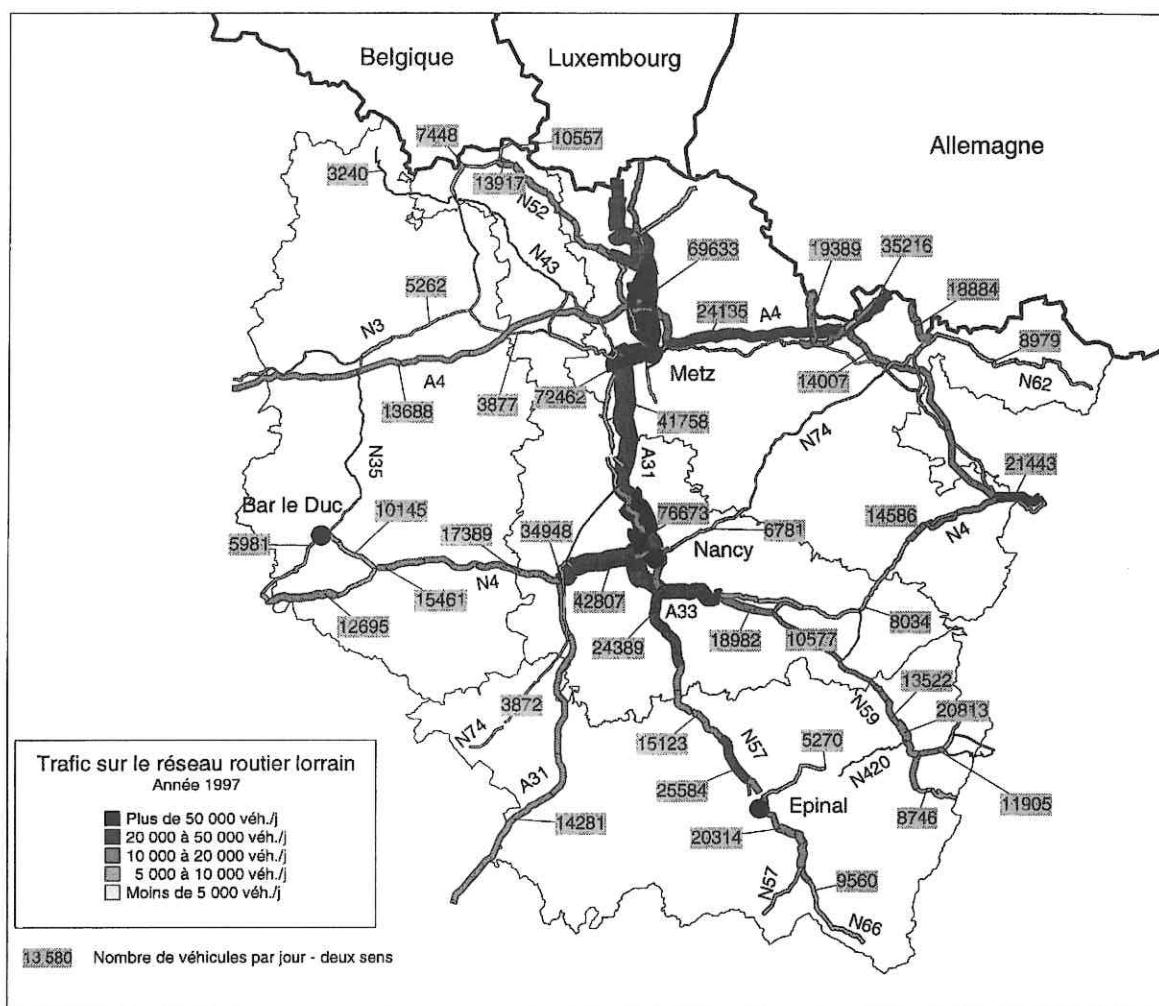 Belgique
Luxembourg
Allemagne
7448
10557
3240
13917
N52
69633
19389
35216
N43
5262
24135
A4
18884
N3
8979
A4
Metz
14007
N62
13688
3877
72462
41758
N74
N35
A31
21443
Bar le Duc
10145
76673
14586
17389
34948
6781
N4
5981
Nancy
N4
15461
42807
A33
8034
12695
24389
18982
10577
13522
3872
N59
20813
N74
15123
N57
5270
N420
A31
25584
Epinal
11905
14281
8746
20314
N57
9560
N66
Trafic sur le réseau routier lorrain
Année 1997
Plus de 50 000 véh./j
20 000 à 50 000 véh./j
10 000 à 20 000 véh./j
5 000 à 10 000 véh./j
Moins de 5 000 véh./j
13 580 Nombre de véhicules par jour - deux sens